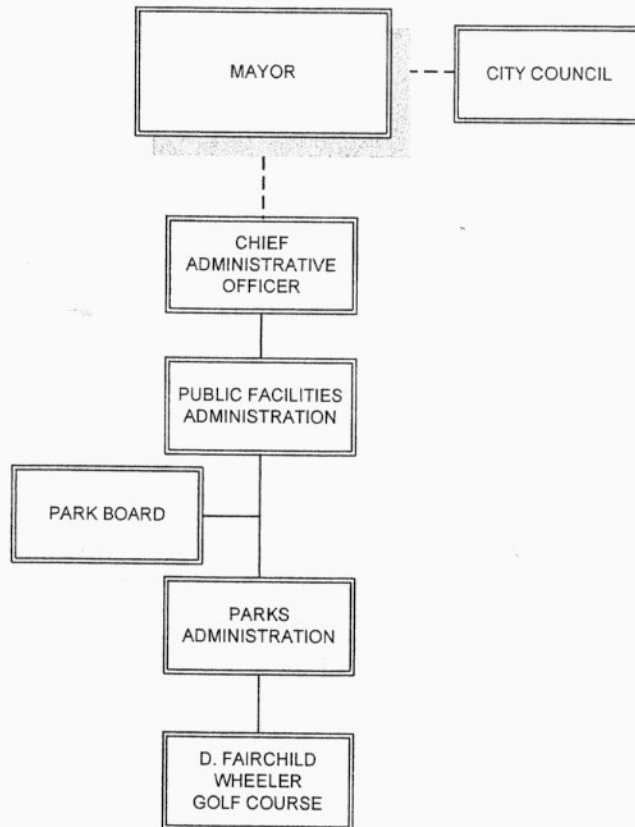 MAYOR
CITY COUNCIL
CHIEF
ADMINISTRATIVE
OFFICER
PUBLIC FACILITIES
ADMINISTRATION
PARK BOARD
PARKS
ADMINISTRATION
D. FAIRCHILD
WHEELER
GOLF COURSE